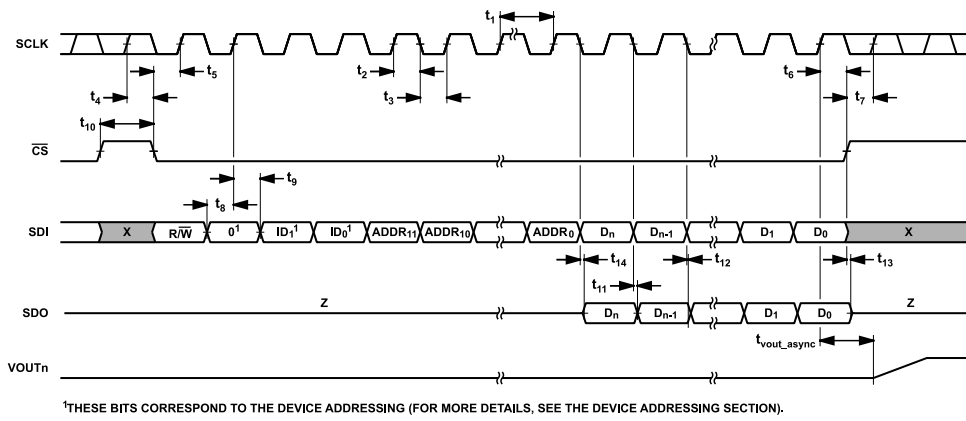 t1
SCLK
t5
t2
t6
t4
t3
t7
t10
CS
t9
t8
SDI
X
R/W
0¹
ID1¹
ID0¹
ADDR11
ADDR10
ADDR0
Dn
Dn-1
D1
D0
X
t14
t12
t13
t11
Z
Z
SDO
Dn
Dn-1
D1
D0
tvout_async
VOUTn
¹THESE BITS CORRESPOND TO THE DEVICE ADDRESSING (FOR MORE DETAILS, SEE THE DEVICE ADDRESSING SECTION).